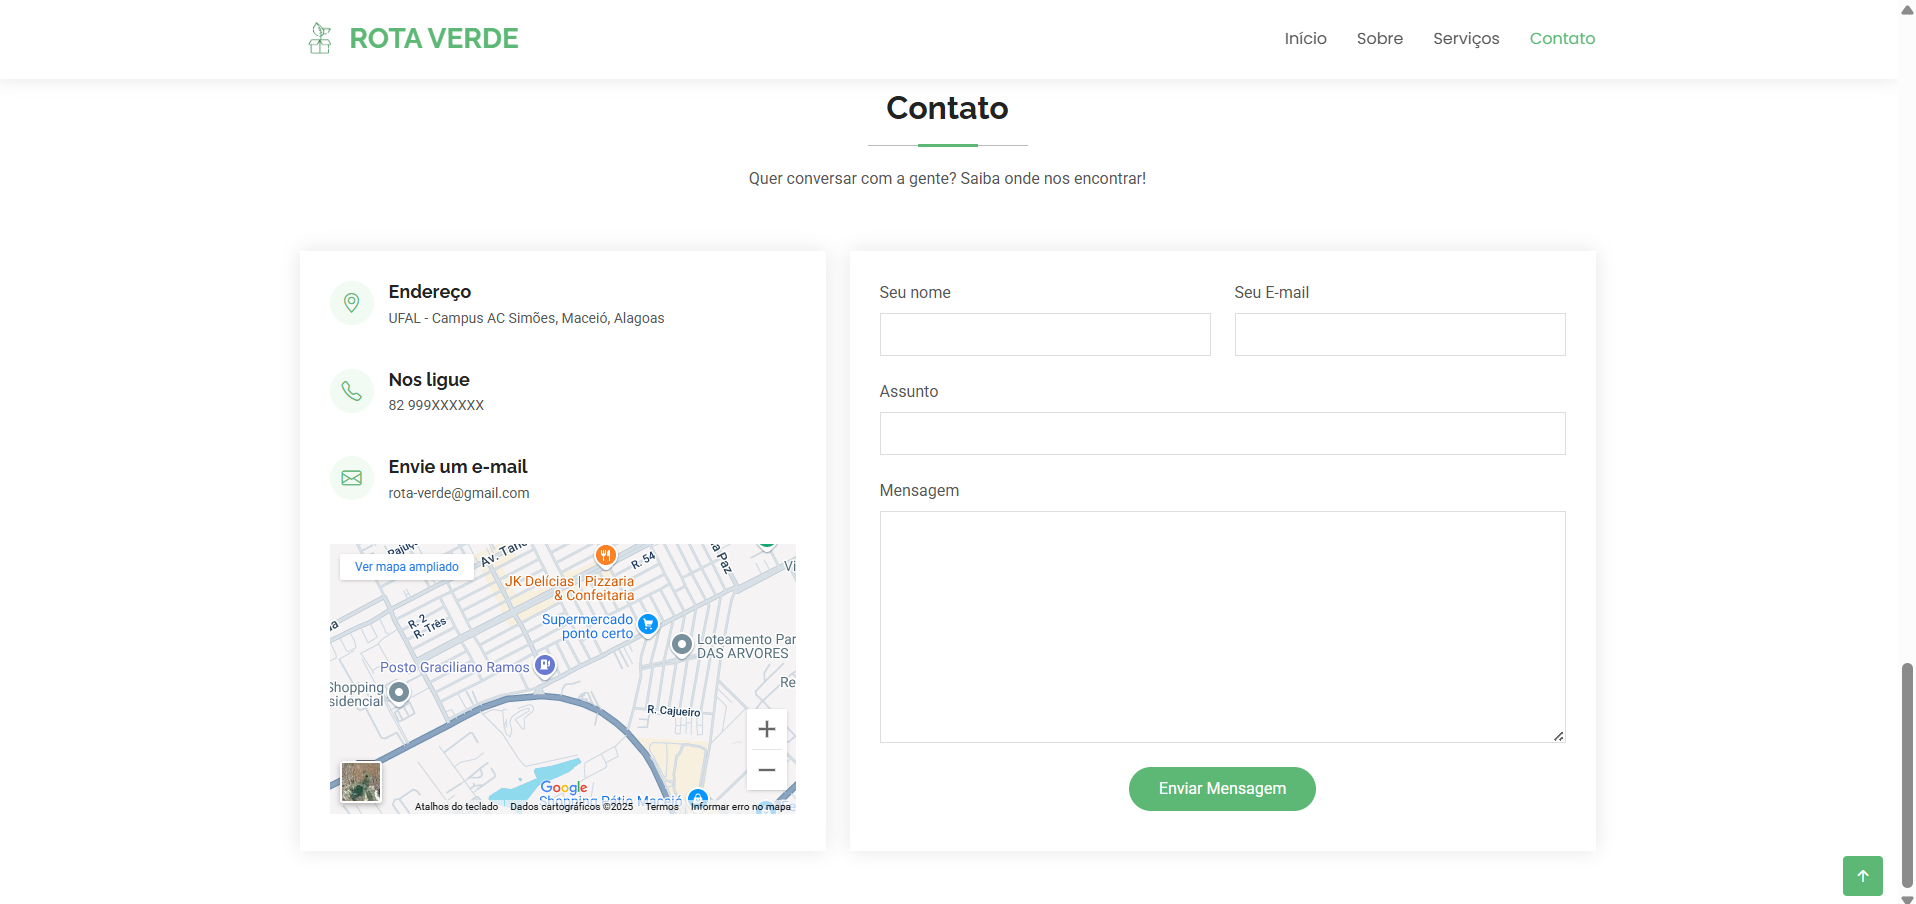 ROTA VERDE
Início
Sobre
Serviços
Contato
Contato
Quer conversar com a gente? Saiba onde nos encontrar!
Endereço
UFAL - Campus AC Simões, Maceió, Alagoas
Nos ligue
82 999XXXXXX
Envie um e-mail
rota-verde@gmail.com
Ver mapa ampliado
Av.
R. 54
a Paz
JK Delícias | Pizzaria
& Confeitaria
Supermercado
ponto certo
R. 2
R. Três
Loteamento Par
DAS ARVORES
Posto Graciliano Ramos
Shopping
sidencial
Re
R. Cajueiro
Google
Shopping Pátio Maceió
Atalhos do teclado
Dados cartográficos ©2025
Termos
Informar erro no mapa
Seu nome
Seu E-mail
Assunto
Mensagem
Enviar Mensagem